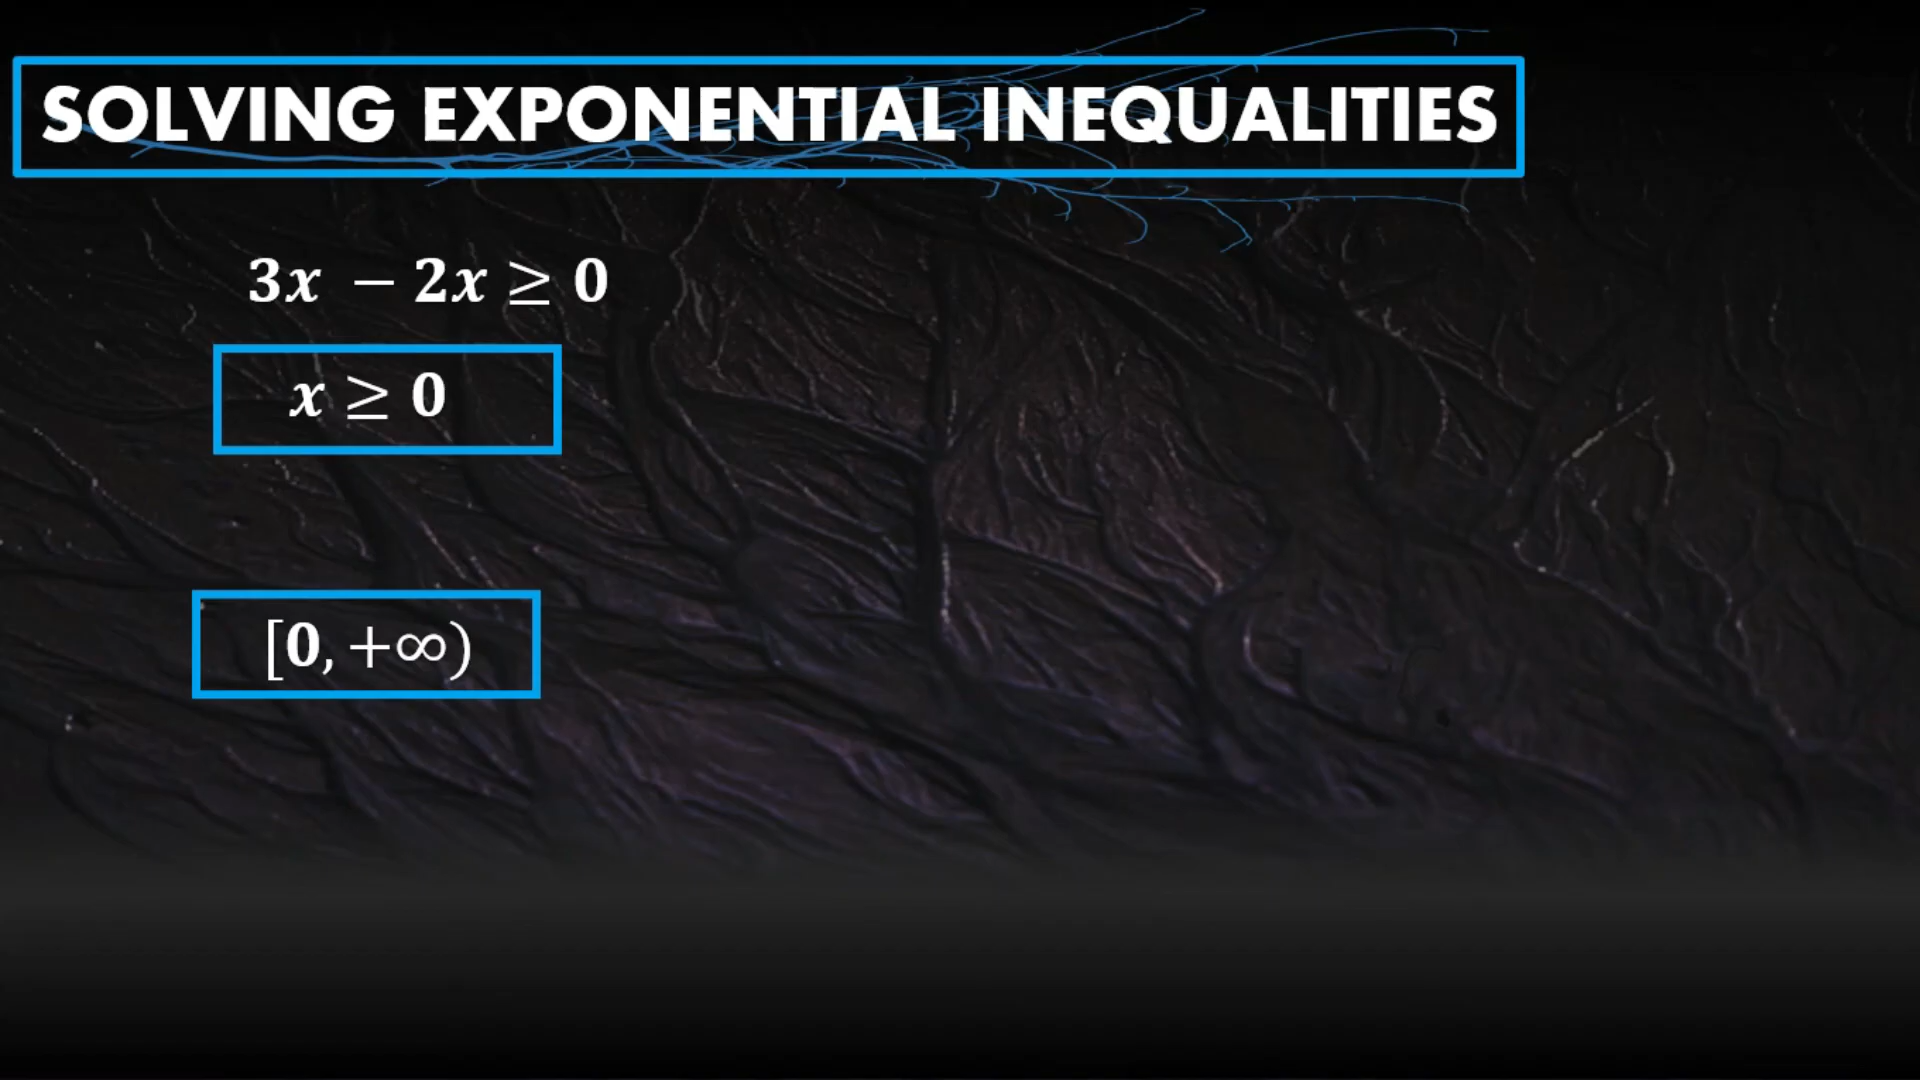 SOLVING EXPONENTIAL INEQUALITIES
3x − 2x ≥ 0
x ≥ 0
[0, +∞)